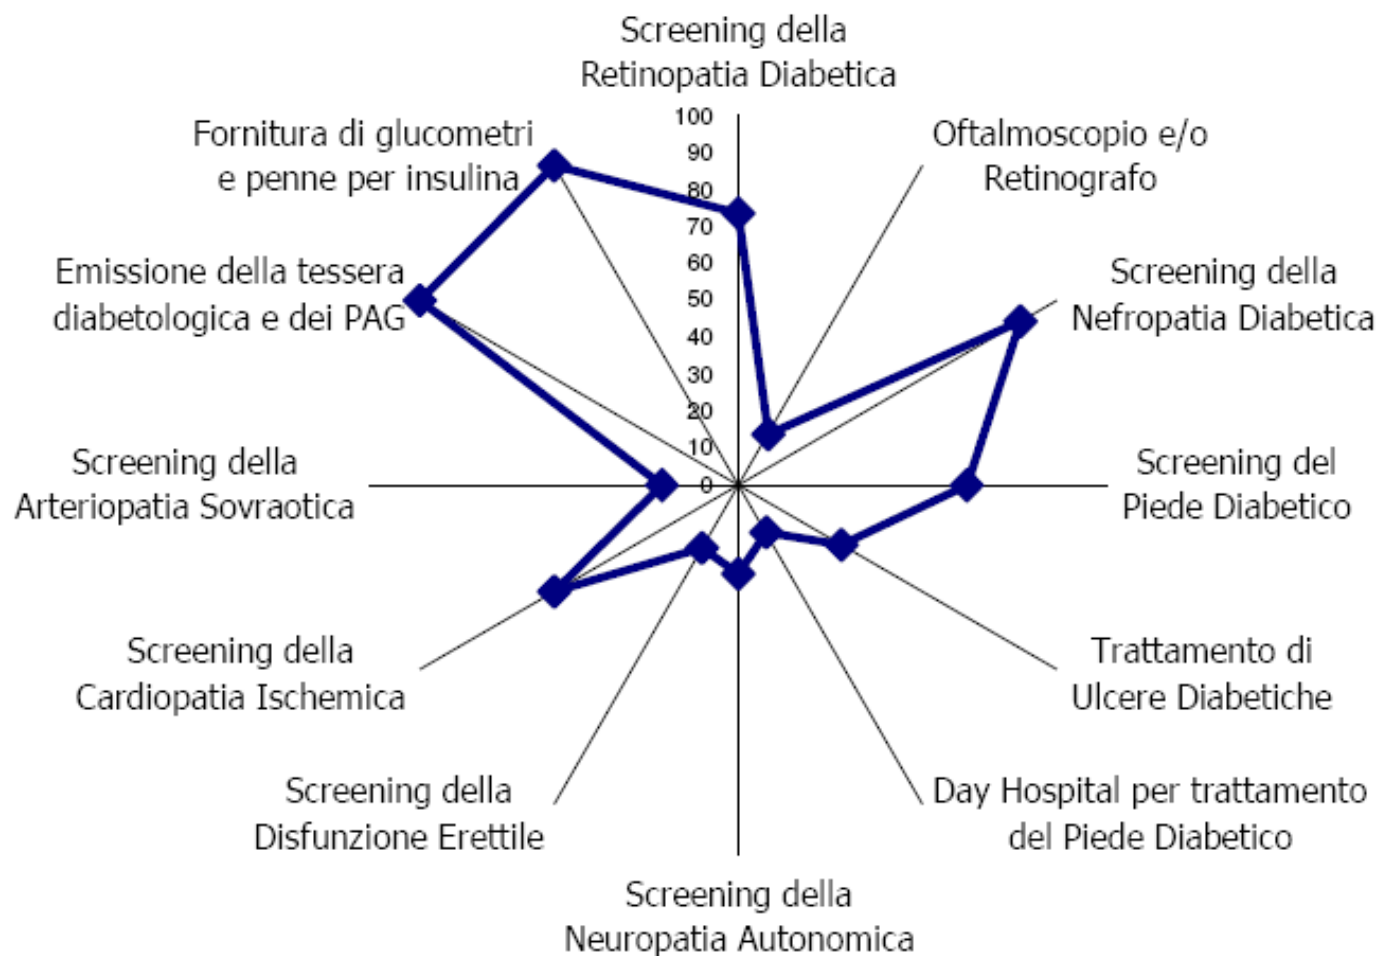 Screening della
Retinopatia Diabetica
Fornitura di glucometri
e penne per insulina
Oftalmoscopio e/o
Retinografo
Emissione della tessera
diabetologica e dei PAG
Screening della
Nefropatia Diabetica
Screening della
Arteriopatia Sovraotica
Screening del
Piede Diabetico
Screening della
Cardiopatia Ischemica
Trattamento di
Ulcere Diabetiche
Screening della
Disfunzione Erettile
Day Hospital per trattamento
del Piede Diabetico
Screening della
Neuropatia Autonomica
100
90
80
70
60
50
40
30
20
10
0